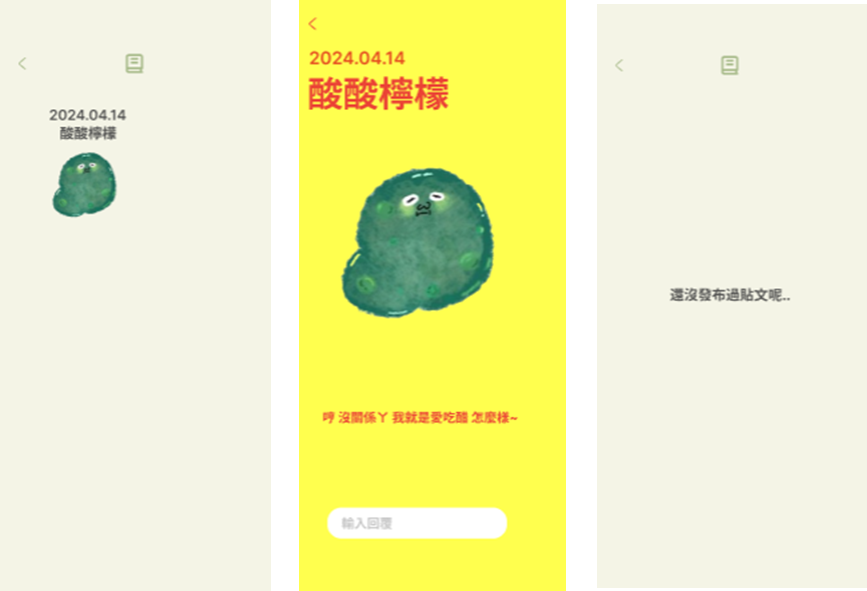 2024.04.14
酸酸檸檬
2024.04.14
酸酸檸檬
哼 沒關係ㄚ 我就是愛吃醋 怎麼樣~
輸入回覆
還沒發布過貼文呢..